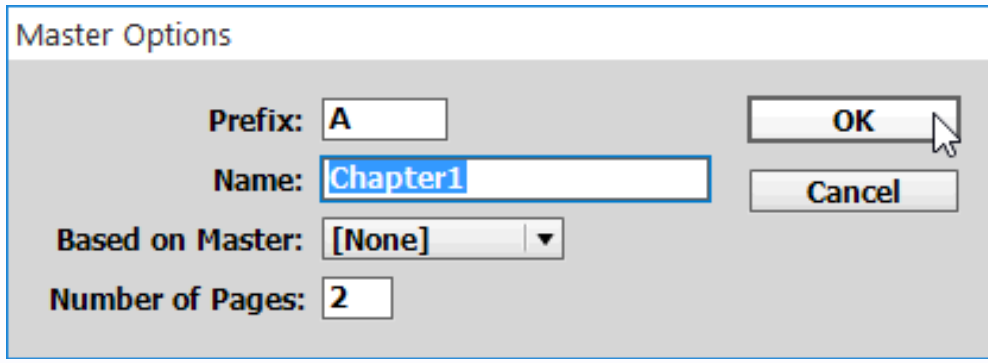 Master Options
Prefix: A
OK
Name: Chapter1
Cancel
Based on Master: [None]
Number of Pages: 2